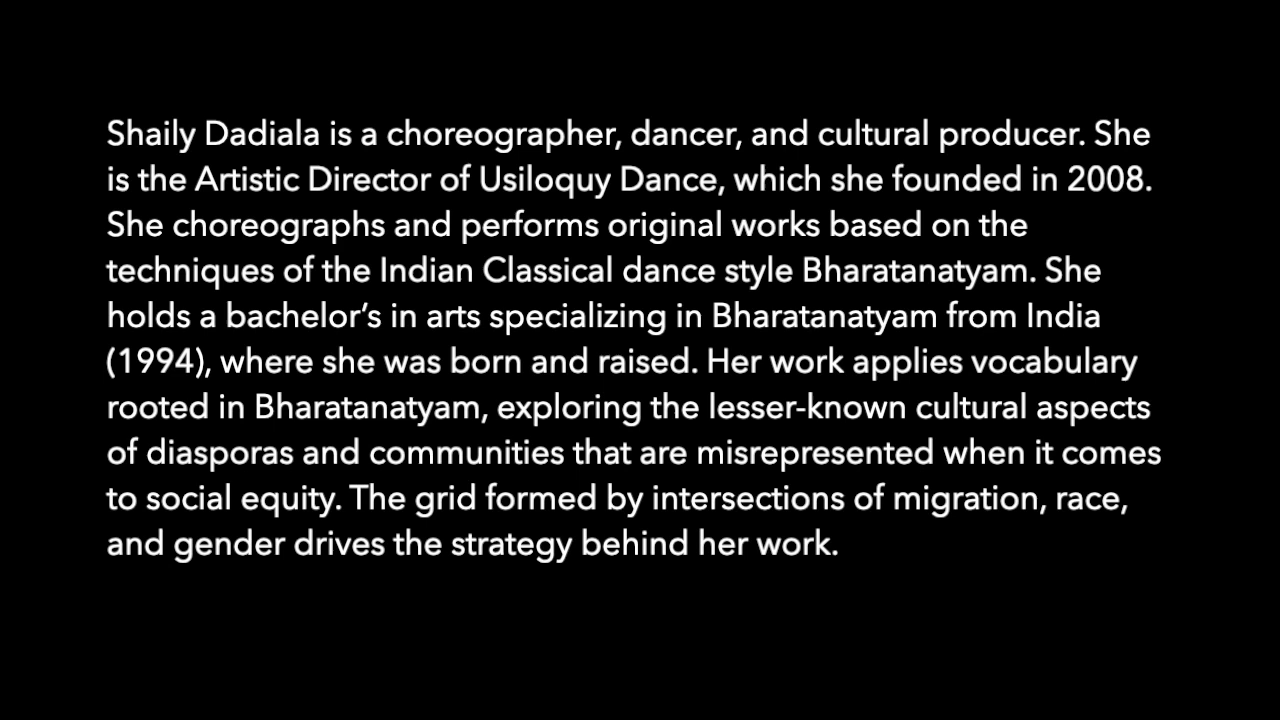 Shaily Dadiala is a choreographer, dancer, and cultural producer. She
is the Artistic Director of Usiloquy Dance, which she founded in 2008.
She choreographs and performs original works based on the
techniques of the Indian Classical dance style Bharatanatyam. She
holds a bachelor’s in arts specializing in Bharatanatyam from India
(1994), where she was born and raised. Her work applies vocabulary
rooted in Bharatanatyam, exploring the lesser-known cultural aspects
of diasporas and communities that are misrepresented when it comes
to social equity. The grid formed by intersections of migration, race,
and gender drives the strategy behind her work.